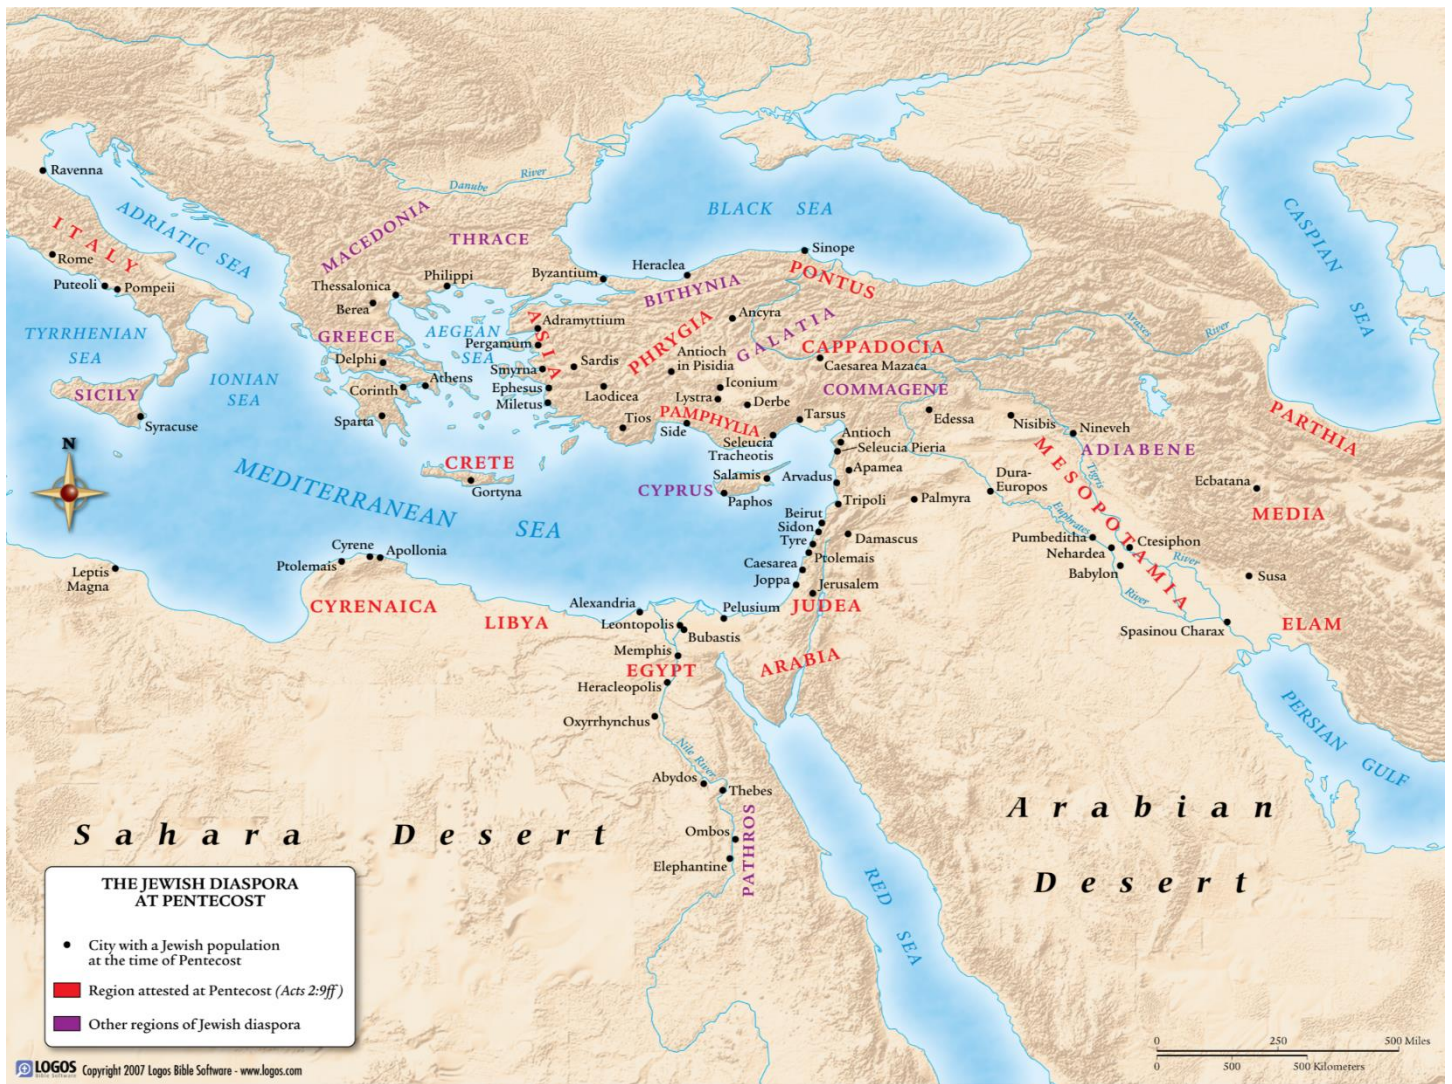 Ravenna
Danube
River
ADRIATIC SEA
ITALY
Rome
Puteoli
Pompeii
MACEDONIA
THRACE
BLACK SEA
CASPIAN SEA
Sinope
Heraclea
Byzantium
PONTUS
BITHYNIA
Philippi
Thessalonica
Berea
TYRRHENIAN
SEA
GREECE
AEGEAN
SEA
ASIA
Adramyttium
Pergamum
PHRYGIA
Ancyra
GALATIA
Araxes
River
CAPPADOCIA
Caesarea Mazaca
COMMAGENE
Delphi
Smyrna
Sardis
Antioch
in Pisidia
IONIAN
SEA
SICILY
Syracuse
Corinth
Athens
Ephesus
Miletus
Laodicea
Iconium
Lystra
Derbe
Sparta
Tios
PAMPHYLIA
Side
Tarsus
Seleucia
Tracheotis
Edessa
Nisibis
Nineveh
ADIABENE
PARTHIA
N
MEDITERRANEAN SEA
CRETE
Gortyna
CYPRUS
Salamis
Paphos
Antioch
Seleucia Pieria
Apamea
Arvadus
Tripoli
Palmyra
Dura-
Europos
MESOPOTAMIA
Tigris
River
Euphrates
River
Ecbatana
MEDIA
Beirut
Sidon
Tyre
Damascus
Ptolemais
Caesarea
Joppa
Jerusalem
JUDEA
Pumbeditha
Nehardea
Babylon
Ctesiphon
Susa
Spasinou Charax
ELAM
Leptis
Magna
Ptolemais
Cyrene
Apollonia
CYRENAICA
LIBYA
Alexandria
Leontopolis
Pelusium
Bubastis
Memphis
EGYPT
ARABIA
Heracleopolis
Oxyrrhynchus
Nile River
Abydos
Thebes
Ombos
Elephantine
PATHROS
RED SEA
PERSIAN GULF
Sahara Desert
Arabian
Desert
THE JEWISH DIASPORA
AT PENTECOST
City with a Jewish population
at the time of Pentecost
Region attested at Pentecost (Acts 2:9ff)
Other regions of Jewish diaspora
0 250 500 Miles
0 500 500 Kilometers
LOGOS
Bible Software
Copyright 2007 Logos Bible Software - www.logos.com